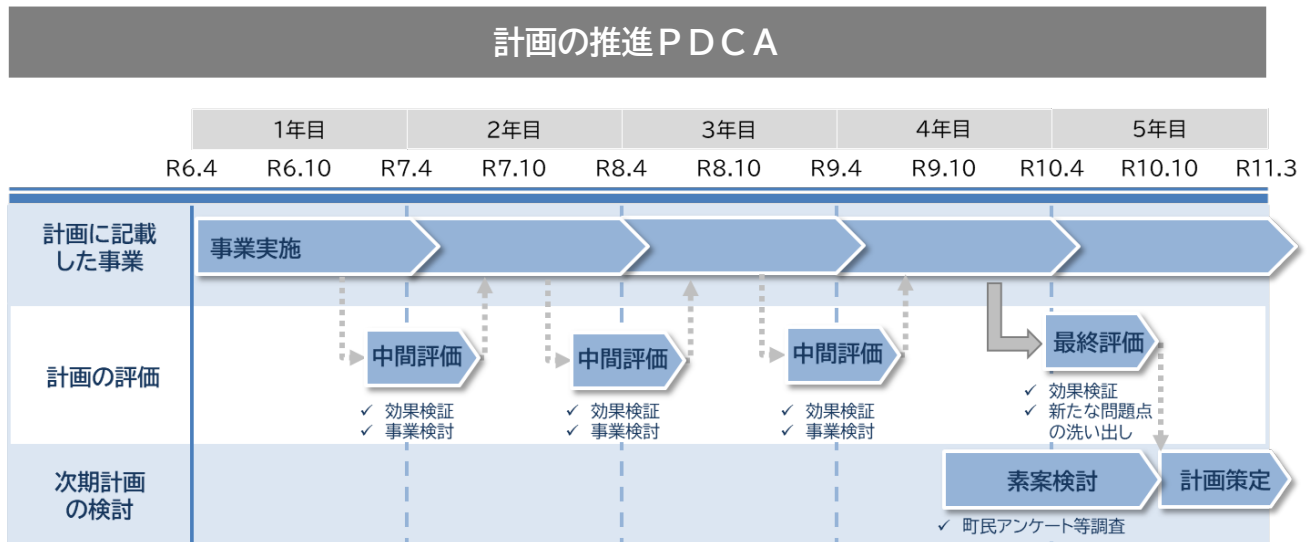 計画の推進PDCA
1年目 2年目 3年目 4年目 5年目
R6.4 R6.10 R7.4 R7.10 R8.4 R8.10 R9.4 R9.10 R10.4 R10.10 R11.3
計画に記載
した事業
事業実施
計画の評価
中間評価
✓ 効果検証
✓ 事業検討
中間評価
✓ 効果検証
✓ 事業検討
中間評価
✓ 効果検証
✓ 事業検討
最終評価
✓ 効果検証
✓ 新たな問題点
の洗い出し
次期計画
の検討
素案検討
計画策定
✓ 町民アンケート等調査